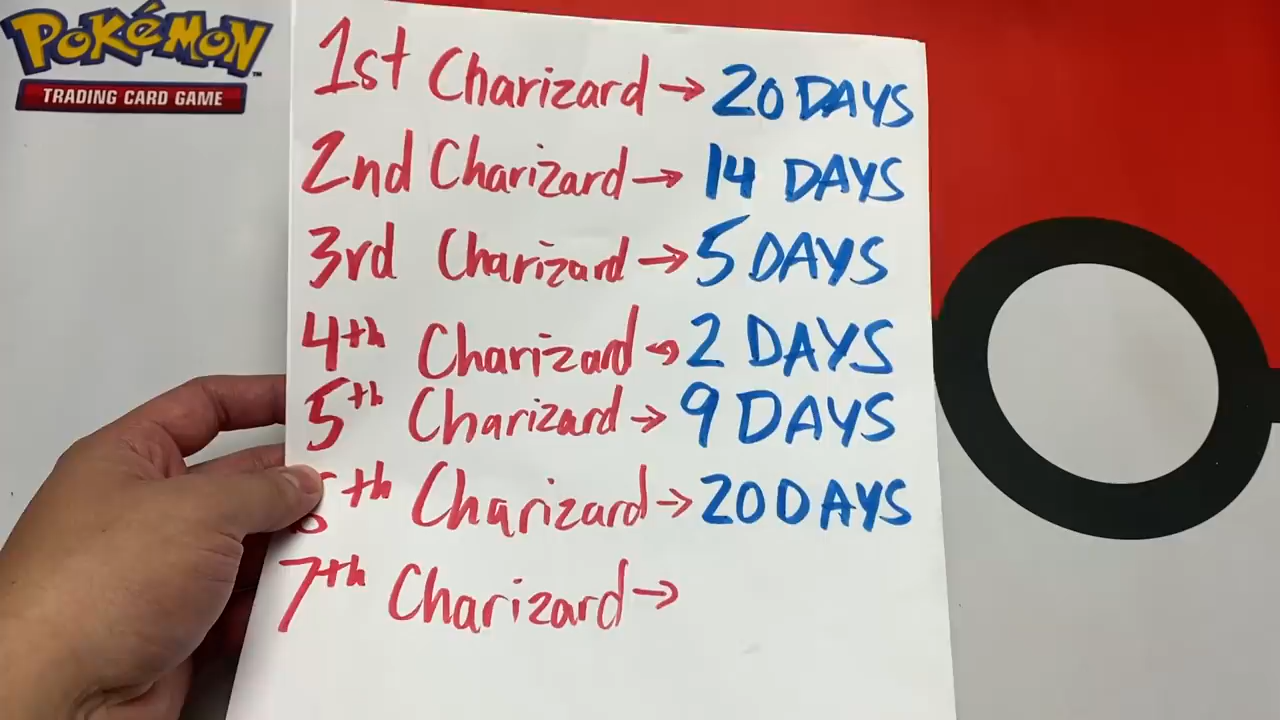 POKéMON
TRADING CARD GAME
1st Charizard → 20 DAYS
2nd Charizard → 14 DAYS
3rd Charizard → 5 DAYS
4th Charizard → 2 DAYS
5th Charizard → 9 DAYS
6th Charizard → 20 DAYS
7th Charizard →